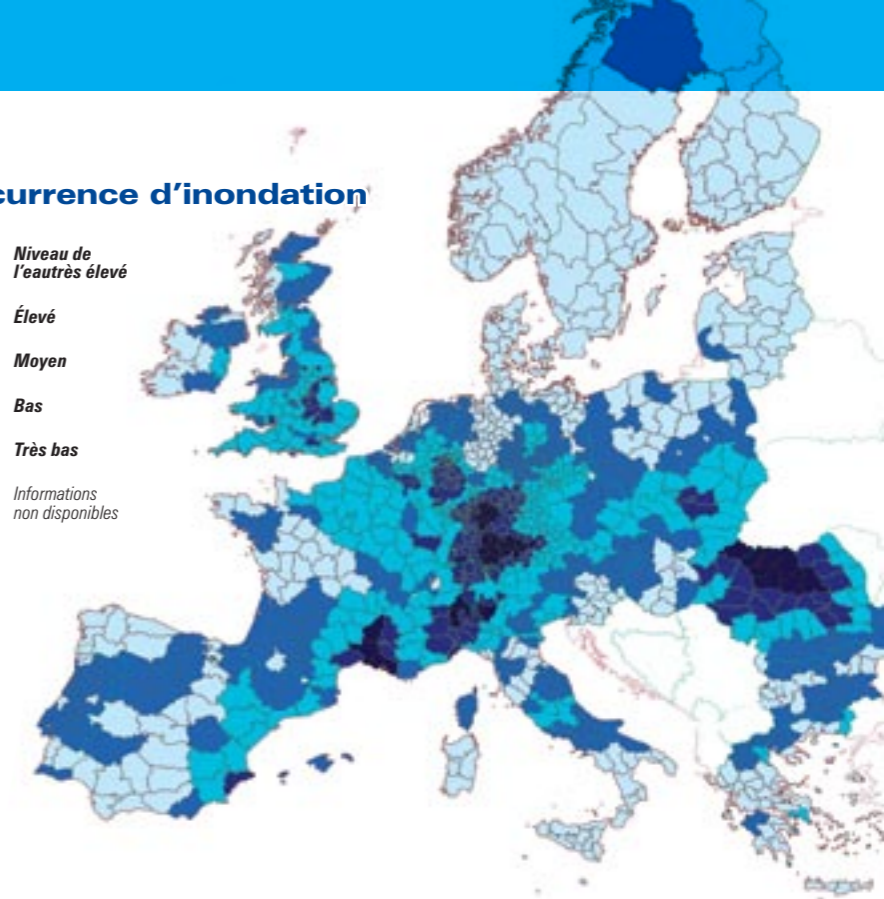 currence d'inondation
Niveau de
l'eautrès élevé
Élevé
Moyen
Bas
Très bas
Informations
non disponibles